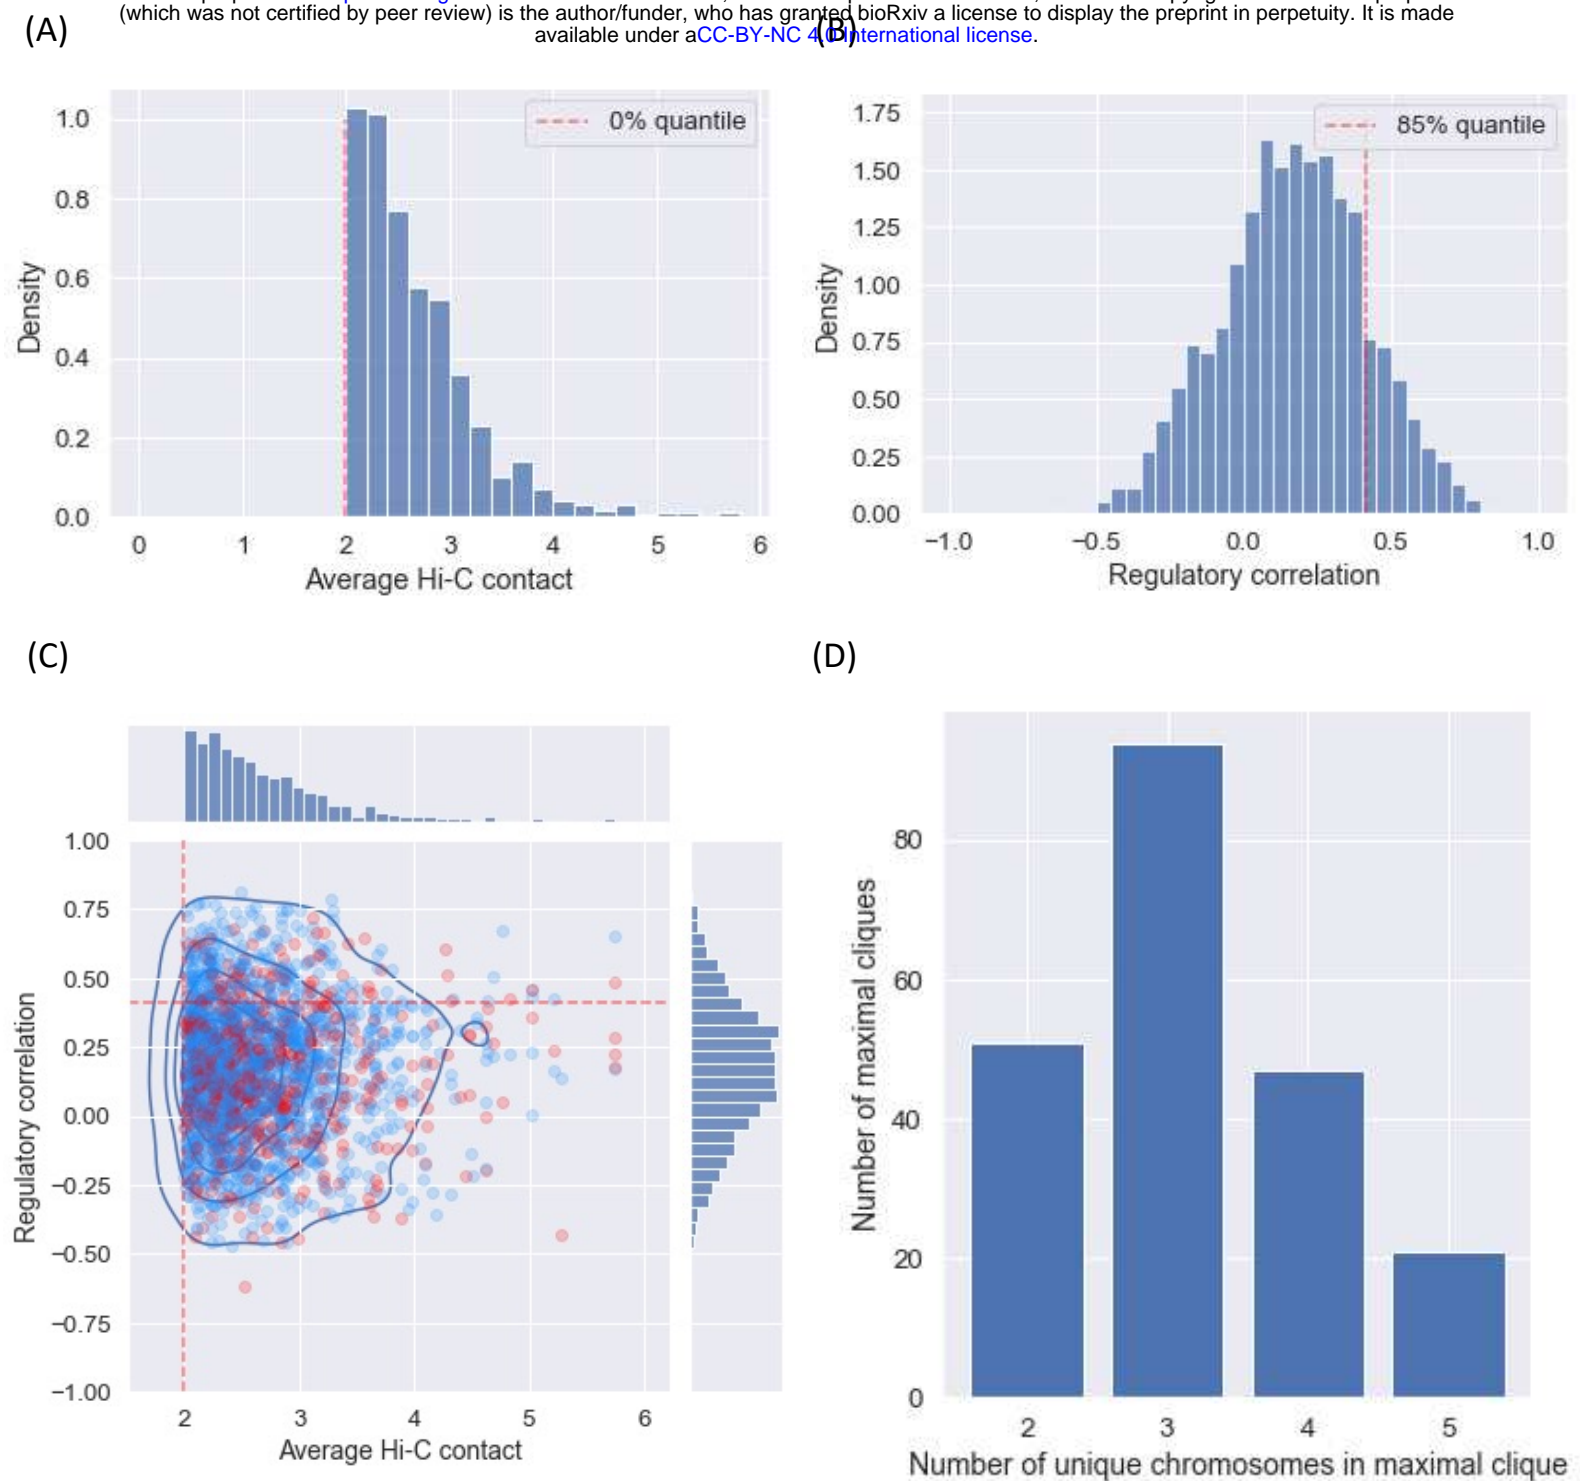 (which was not certified by peer review) is the author/funder, who has granted bioRxiv a license to display the preprint in perpetuity. It is made
available under aCC-BY-NC 4.0 International license.
(A)
1.0
0.8
0.6
0.4
0.2
0.0
Density
0% quantile
0 1 2 3 4 5 6
Average Hi-C contact
(B)
1.75
1.50
1.25
1.00
0.75
0.50
0.25
0.00
Density
85% quantile
−1.0 −0.5 0.0 0.5 1.0
Regulatory correlation
(C)
1.00
0.75
0.50
0.25
0.00
−0.25
−0.50
−0.75
−1.00
Regulatory correlation
2 3 4 5 6
Average Hi-C contact
(D)
80
60
40
20
0
Number of maximal cliques
2 3 4 5
Number of unique chromosomes in maximal clique